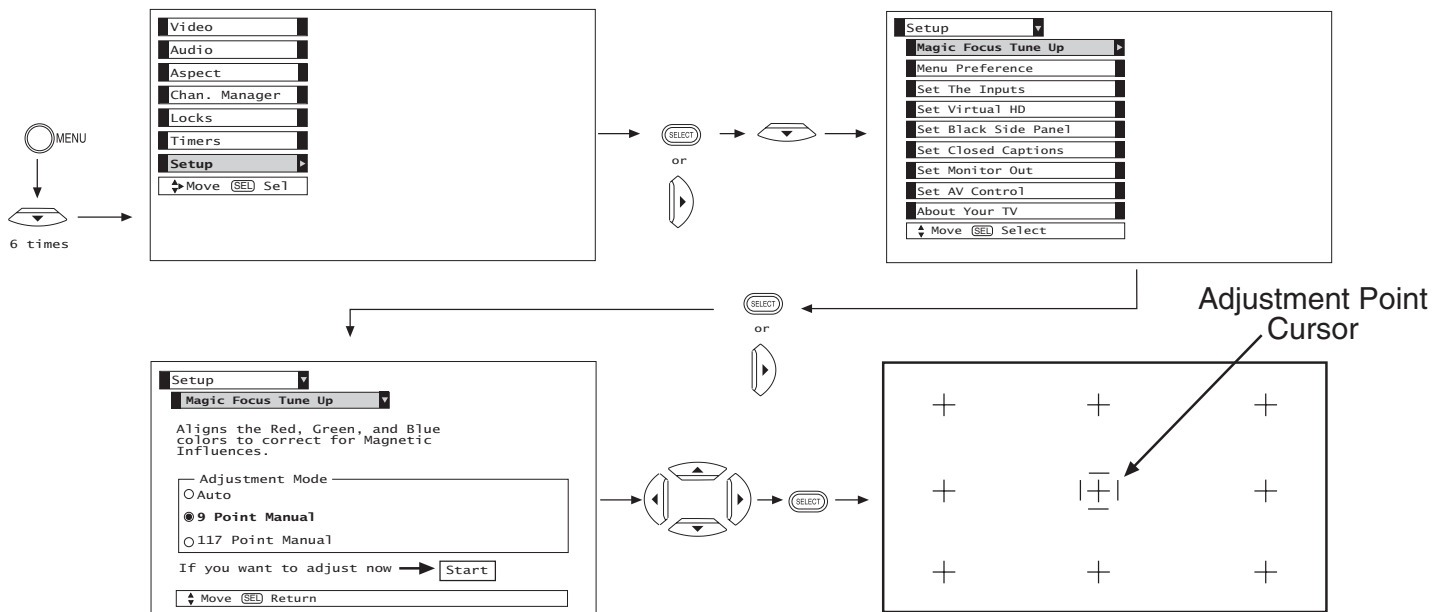 MENU
6 times
Video
Audio
Aspect
Chan. Manager
Locks
Timers
Setup
Move SEL Sel
SELECT
or
Setup
Magic Focus Tune Up
Menu Preference
Set The Inputs
Set Virtual HD
Set Black Side Panel
Set Closed Captions
Set Monitor Out
Set AV Control
About Your TV
Move SEL Select
SELECT
or
Setup
Magic Focus Tune Up
Aligns the Red, Green, and Blue
colors to correct for Magnetic
Influences.
Adjustment Mode
Auto
9 Point Manual
117 Point Manual
If you want to adjust now
Start
Move SEL Return
SELECT
Adjustment Point
Cursor